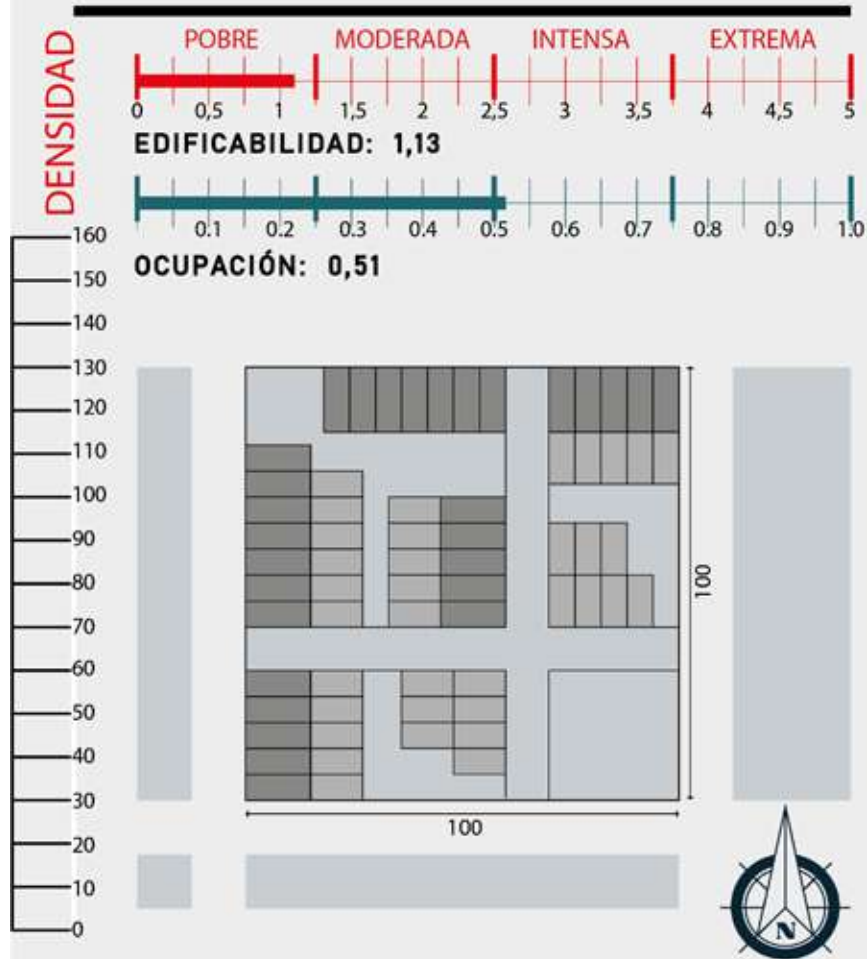 DENSIDAD
POBRE MODERADA INTENSA EXTREMA
0 0,5 1 1,5 2 2,5 3 3,5 4 4,5 5
EDIFICABILIDAD: 1,13
0.1 0.2 0.3 0.4 0.5 0.6 0.7 0.8 0.9 1.0
OCUPACIÓN: 0,51
160
150
140
130
120
110
100
90
80
70
60
50
40
30
20
10
0
100
100
N